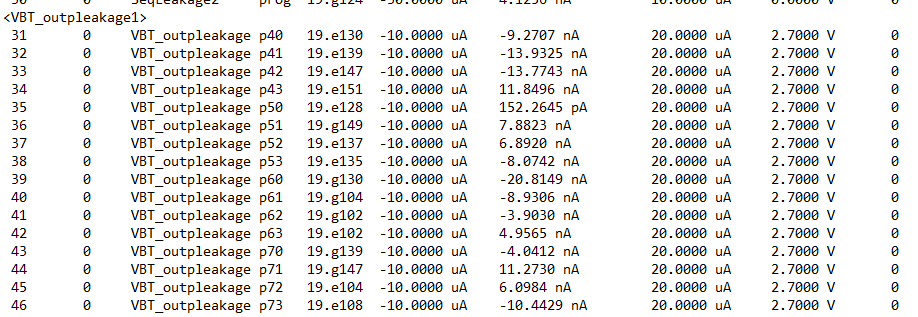 <VBT_outpleakage1>
31 0 VBT_outpleakage p40 19.e130 -10.0000 uA -9.2707 nA 20.0000 uA 2.7000 V 0
32 0 VBT_outpleakage p41 19.e139 -10.0000 uA -13.9325 nA 20.0000 uA 2.7000 V 0
33 0 VBT_outpleakage p42 19.e147 -10.0000 uA -13.7743 nA 20.0000 uA 2.7000 V 0
34 0 VBT_outpleakage p43 19.e151 -10.0000 uA 11.8496 nA 20.0000 uA 2.7000 V 0
35 0 VBT_outpleakage p50 19.e128 -10.0000 uA 152.2645 pA 20.0000 uA 2.7000 V 0
36 0 VBT_outpleakage p51 19.g149 -10.0000 uA 7.8823 nA 20.0000 uA 2.7000 V 0
37 0 VBT_outpleakage p52 19.e137 -10.0000 uA 6.8920 nA 20.0000 uA 2.7000 V 0
38 0 VBT_outpleakage p53 19.e135 -10.0000 uA -8.0742 nA 20.0000 uA 2.7000 V 0
39 0 VBT_outpleakage p60 19.g130 -10.0000 uA -20.8149 nA 20.0000 uA 2.7000 V 0
40 0 VBT_outpleakage p61 19.g104 -10.0000 uA -8.9306 nA 20.0000 uA 2.7000 V 0
41 0 VBT_outpleakage p62 19.g102 -10.0000 uA -3.9030 nA 20.0000 uA 2.7000 V 0
42 0 VBT_outpleakage p63 19.e102 -10.0000 uA 4.9565 nA 20.0000 uA 2.7000 V 0
43 0 VBT_outpleakage p70 19.g139 -10.0000 uA -4.0412 nA 20.0000 uA 2.7000 V 0
44 0 VBT_outpleakage p71 19.g147 -10.0000 uA 11.2730 nA 20.0000 uA 2.7000 V 0
45 0 VBT_outpleakage p72 19.e104 -10.0000 uA 6.0984 nA 20.0000 uA 2.7000 V 0
46 0 VBT_outpleakage p73 19.e108 -10.0000 uA -10.4429 nA 20.0000 uA 2.7000 V 0